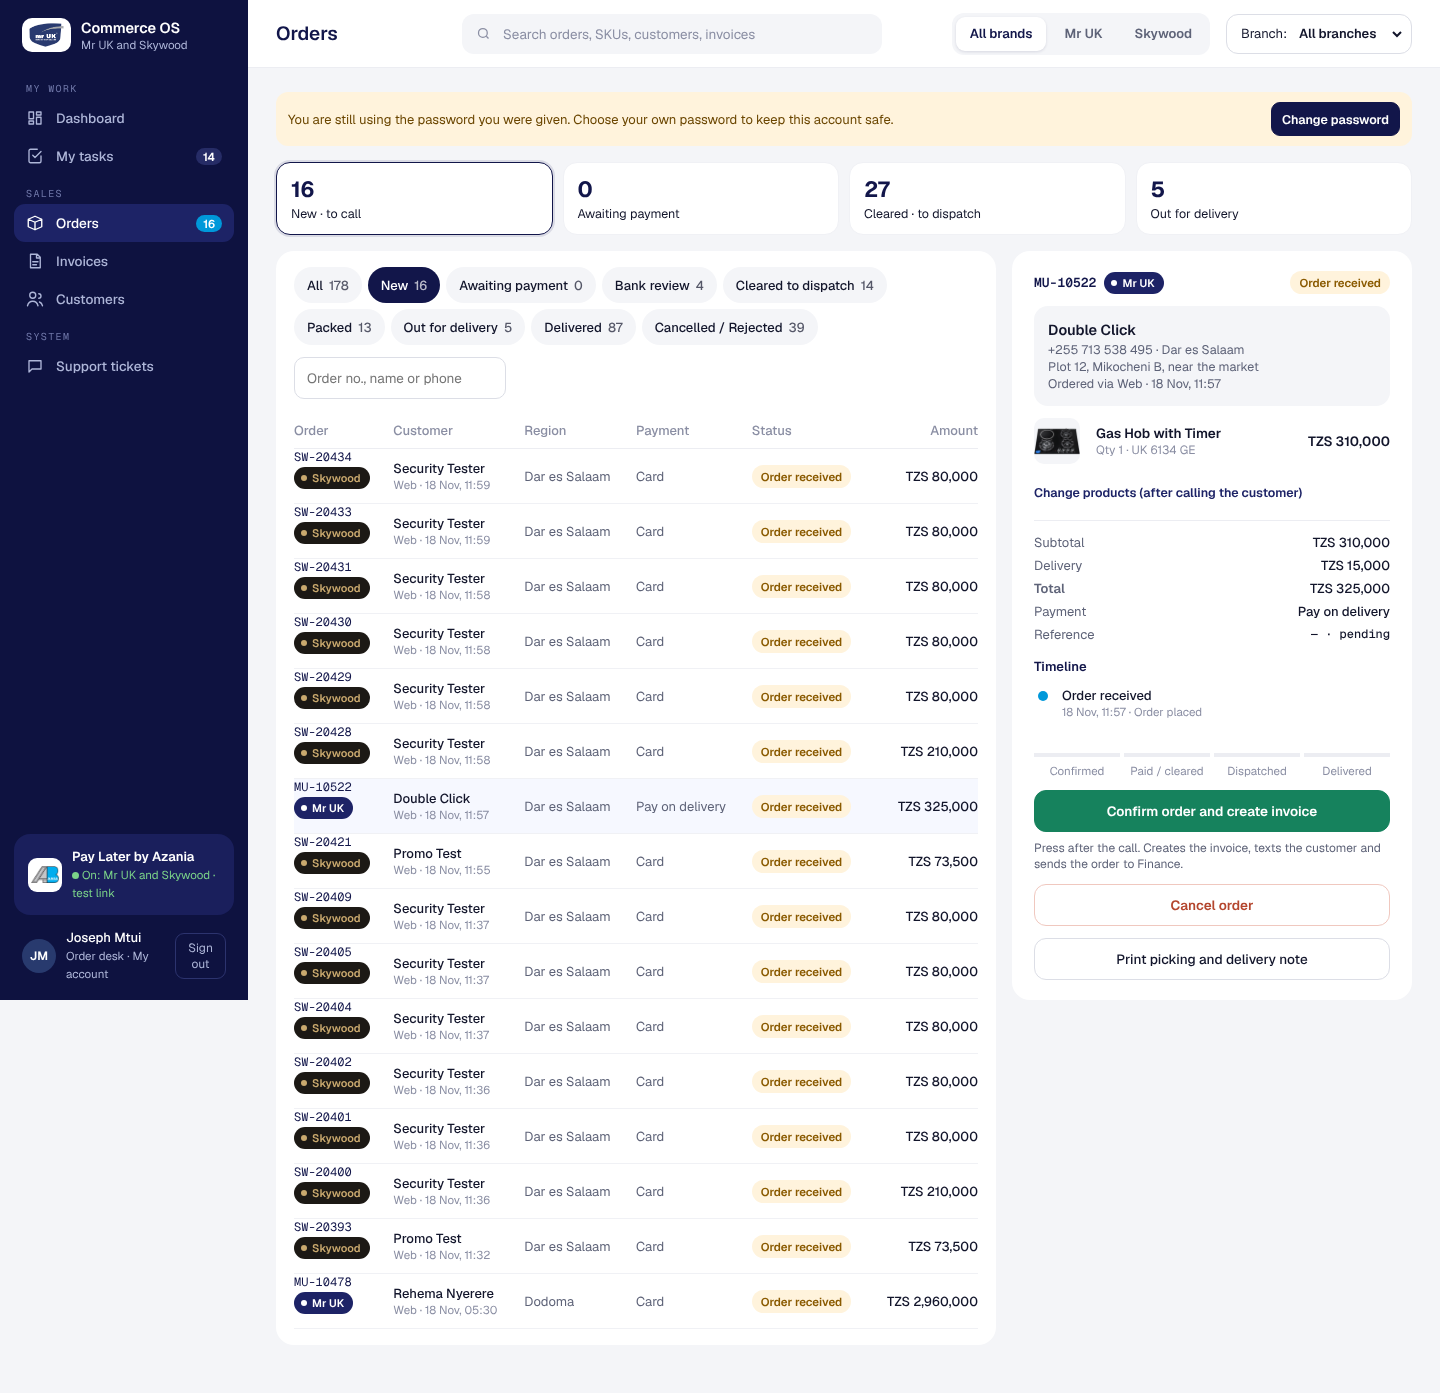 Commerce OS
Mr UK and Skywood
MY WORK
Dashboard
My tasks 14
SALES
Orders 16
Invoices
Customers
SYSTEM
Support tickets
Pay Later by Azania
On: Mr UK and Skywood ·
test link
JM
Joseph Mtui
Order desk · My
account
Sign
out
Orders
Search orders, SKUs, customers, invoices
All brands Mr UK Skywood
Branch: All branches
You are still using the password you were given. Choose your own password to keep this account safe.
Change password
16
New · to call
0
Awaiting payment
27
Cleared · to dispatch
5
Out for delivery
All 178 New 16 Awaiting payment 0 Bank review 4 Cleared to dispatch 14
Packed 13 Out for delivery 5 Delivered 87 Cancelled / Rejected 39
Order no., name or phone
Order Customer Region Payment Status Amount
SW-20434
Skywood Security Tester Dar es Salaam Card Order received TZS 80,000
Web · 18 Nov, 11:59
SW-20433
Skywood Security Tester Dar es Salaam Card Order received TZS 80,000
Web · 18 Nov, 11:59
SW-20431
Skywood Security Tester Dar es Salaam Card Order received TZS 80,000
Web · 18 Nov, 11:58
SW-20430
Skywood Security Tester Dar es Salaam Card Order received TZS 80,000
Web · 18 Nov, 11:58
SW-20429
Skywood Security Tester Dar es Salaam Card Order received TZS 80,000
Web · 18 Nov, 11:58
SW-20428
Skywood Security Tester Dar es Salaam Card Order received TZS 210,000
Web · 18 Nov, 11:58
MU-10522
Mr UK Double Click Dar es Salaam Pay on delivery Order received TZS 325,000
Web · 18 Nov, 11:57
SW-20421
Skywood Promo Test Dar es Salaam Card Order received TZS 73,500
Web · 18 Nov, 11:55
SW-20409
Skywood Security Tester Dar es Salaam Card Order received TZS 80,000
Web · 18 Nov, 11:37
SW-20405
Skywood Security Tester Dar es Salaam Card Order received TZS 80,000
Web · 18 Nov, 11:37
SW-20404
Skywood Security Tester Dar es Salaam Card Order received TZS 80,000
Web · 18 Nov, 11:37
SW-20402
Skywood Security Tester Dar es Salaam Card Order received TZS 80,000
Web · 18 Nov, 11:36
SW-20401
Skywood Security Tester Dar es Salaam Card Order received TZS 80,000
Web · 18 Nov, 11:36
SW-20400
Skywood Security Tester Dar es Salaam Card Order received TZS 210,000
Web · 18 Nov, 11:36
SW-20393
Skywood Promo Test Dar es Salaam Card Order received TZS 73,500
Web · 18 Nov, 11:32
MU-10478
Mr UK Rehema Nyerere Dodoma Card Order received TZS 2,960,000
Web · 18 Nov, 05:30
MU-10522 Mr UK Order received
Double Click
+255 713 538 495 · Dar es Salaam
Plot 12, Mikocheni B, near the market
Ordered via Web · 18 Nov, 11:57
Gas Hob with Timer TZS 310,000
Qty 1 · UK 6134 GE
Change products (after calling the customer)
Subtotal TZS 310,000
Delivery TZS 15,000
Total TZS 325,000
Payment Pay on delivery
Reference — · pending
Timeline
Order received
18 Nov, 11:57 · Order placed
Confirmed Paid / cleared Dispatched Delivered
Confirm order and create invoice
Press after the call. Creates the invoice, texts the customer and
sends the order to Finance.
Cancel order
Print picking and delivery note